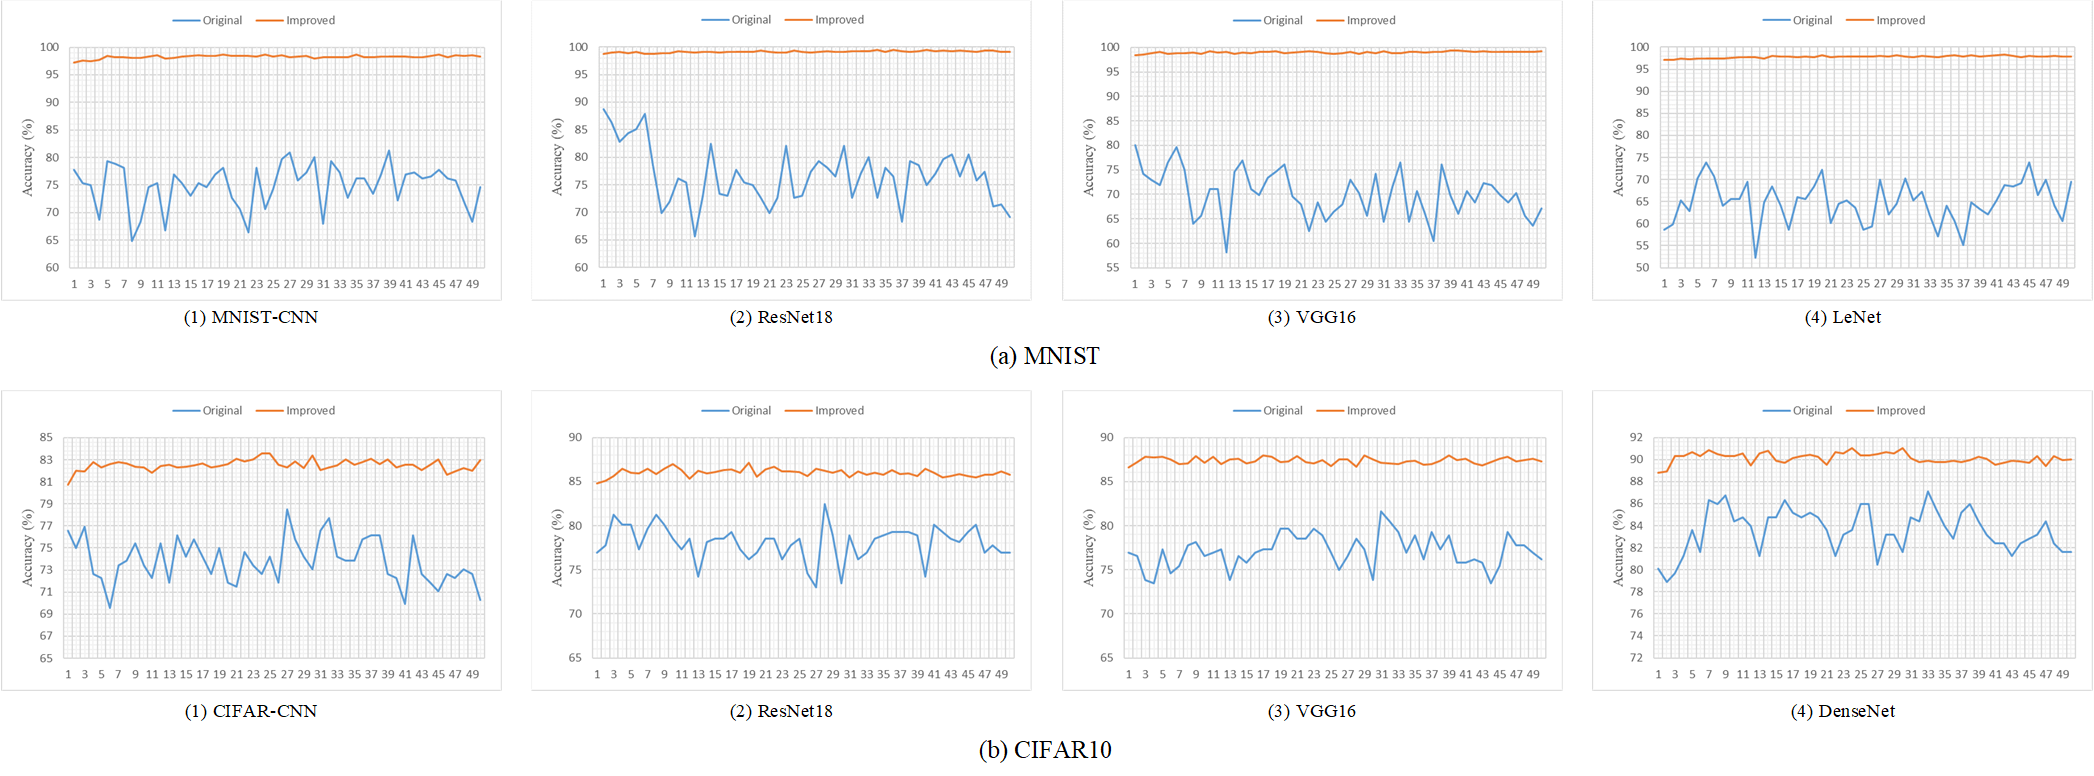 Original Improved
100
95
90
85
80
75
70
65
60
Accuracy (%)
1 3 5 7 9 11 13 15 17 19 21 23 25 27 29 31 33 35 37 39 41 43 45 47 49
(1) MNIST-CNN
Original Improved
100
95
90
85
80
75
70
65
60
Accuracy (%)
1 3 5 7 9 11 13 15 17 19 21 23 25 27 29 31 33 35 37 39 41 43 45 47 49
(2) ResNet18
Original Improved
100
95
90
85
80
75
70
65
60
55
Accuracy (%)
1 3 5 7 9 11 13 15 17 19 21 23 25 27 29 31 33 35 37 39 41 43 45 47 49
(3) VGG16
Original Improved
100
95
90
85
80
75
70
65
60
55
50
Accuracy (%)
1 3 5 7 9 11 13 15 17 19 21 23 25 27 29 31 33 35 37 39 41 43 45 47 49
(4) LeNet
(a) MNIST
Original Improved
85
83
81
79
77
75
73
71
69
67
65
Accuracy (%)
1 3 5 7 9 11 13 15 17 19 21 23 25 27 29 31 33 35 37 39 41 43 45 47 49
(1) CIFAR-CNN
Original Improved
90
85
80
75
70
65
Accuracy (%)
1 3 5 7 9 11 13 15 17 19 21 23 25 27 29 31 33 35 37 39 41 43 45 47 49
(2) ResNet18
Original Improved
90
85
80
75
70
65
Accuracy (%)
1 3 5 7 9 11 13 15 17 19 21 23 25 27 29 31 33 35 37 39 41 43 45 47 49
(3) VGG16
Original Improved
92
90
88
86
84
82
80
78
76
74
72
Accuracy (%)
1 3 5 7 9 11 13 15 17 19 21 23 25 27 29 31 33 35 37 39 41 43 45 47 49
(4) DenseNet
(b) CIFAR10